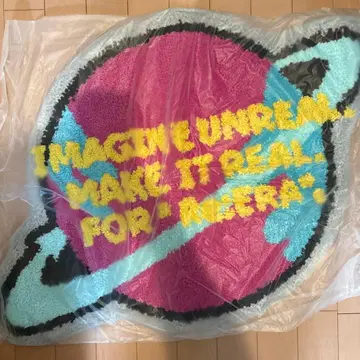 IMAGINE UNREAL.
MAKE IT REAL.
FOR